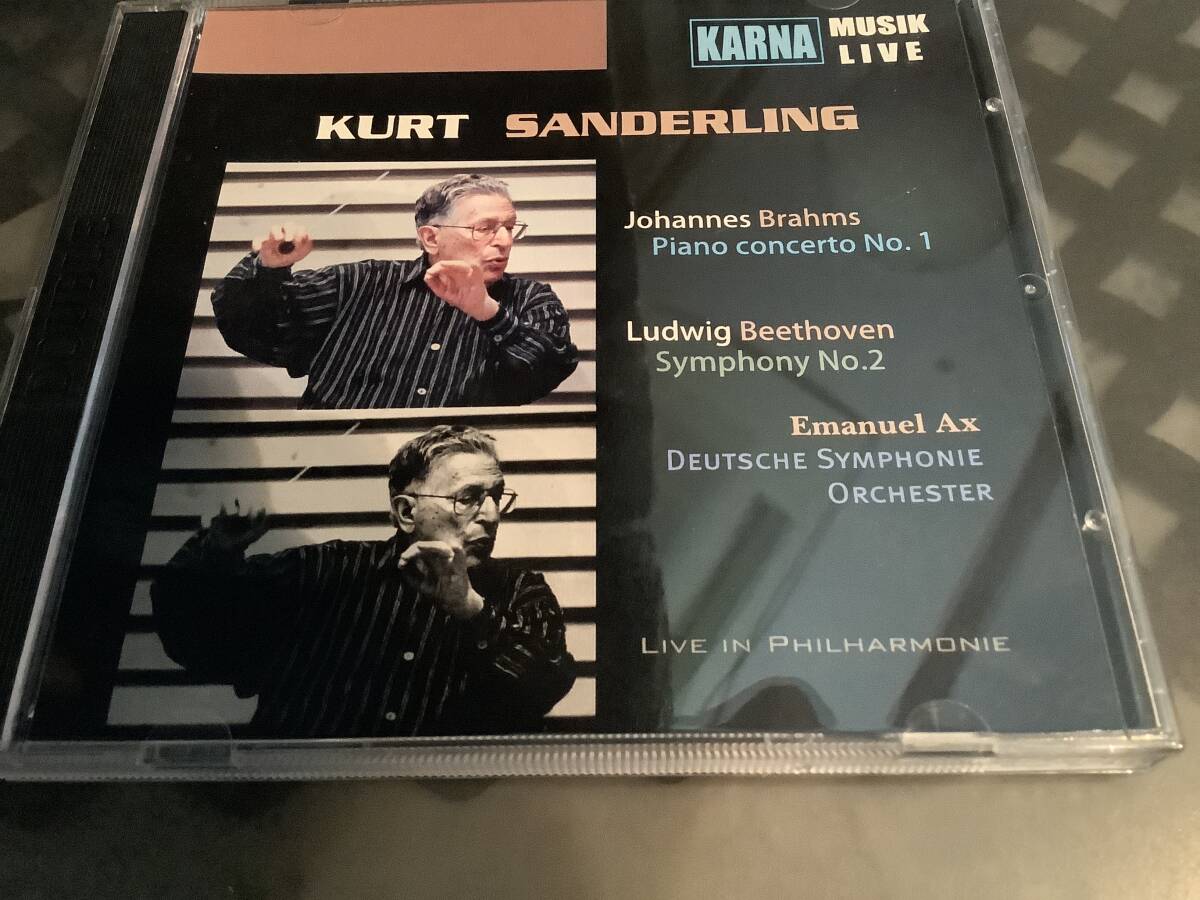 KARNA MUSIK
LIVE
KURT SANDERLING
Johannes Brahms
Piano concerto No. 1
Ludwig Beethoven
Symphony No.2
Emanuel Ax
DEUTSCHE SYMPHONIE
ORCHESTER
LIVE IN PHILHARMONIE